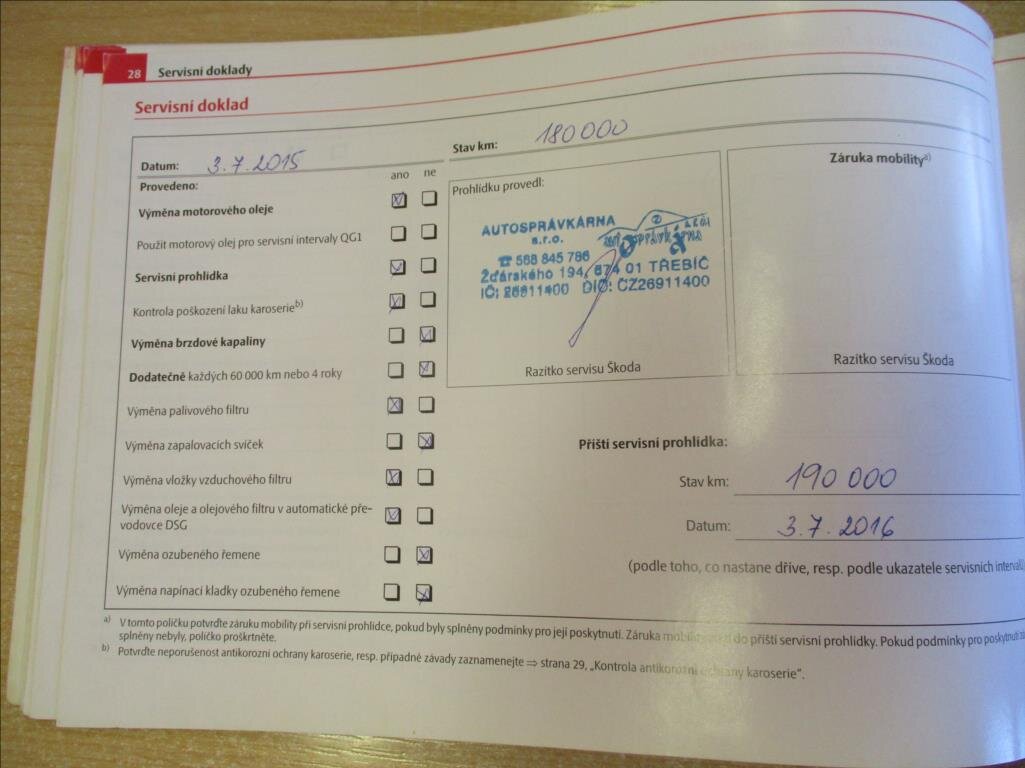 28 Servisní doklady
Servisní doklad
Datum: 3.7.2015
Stav km: 180 000
Provedeno: ano ne
Výměna motorového oleje
Použit motorový olej pro servisní intervaly QG1
Servisní prohlídka
Kontrola poškození laku karoserie b)
Výměna brzdové kapaliny
Dodatečně každých 60 000 km nebo 4 roky
Výměna palivového filtru
Výměna zapalovacích svíček
Výměna vložky vzduchového filtru
Výměna oleje a olejového filtru v automatické pře-
vodovce DSG
Výměna ozubeného řemene
Výměna napínací kladky ozubeného řemene
Prohlídku provedl:
AUTOSPRÁVKÁRNA
s.r.o.
☎ 568 845 786
Žďárského 194, 674 01 TŘEBÍČ
IČ: 26911400 DIČ: CZ26911400
Razítko servisu Škoda
Záruka mobility a)
Razítko servisu Škoda
Příští servisní prohlídka:
Stav km: 190 000
Datum: 3.7.2016
(podle toho, co nastane dříve, resp. podle ukazatele servisních interval
a) V tomto políčku potvrďte záruku mobility při servisní prohlídce, pokud byly splněny podmínky pro její poskytnutí. Záruka mobility do příští servisní prohlídky. Pokud podmínky pro poskytnutí
splněny nebyly, políčko proškrtněte.
b) Potvrďte neporušenost antikorozní ochrany karoserie, resp. případné závady zaznamenejte ⇒ strana 29, „Kontrola antikorozní ochrany karoserie“.